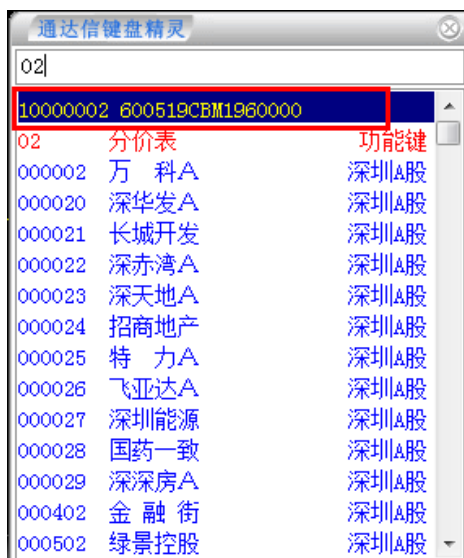 通达信键盘精灵
02
10000002 600519CBM1960000
02 分价表 功能键
000002 万 科A 深圳A股
000020 深华发A 深圳A股
000021 长城开发 深圳A股
000022 深赤湾A 深圳A股
000023 深天地A 深圳A股
000024 招商地产 深圳A股
000025 特 力A 深圳A股
000026 飞亚达A 深圳A股
000027 深圳能源 深圳A股
000028 国药一致 深圳A股
000029 深深房A 深圳A股
000402 金 融 街 深圳A股
000502 绿景控股 深圳A股